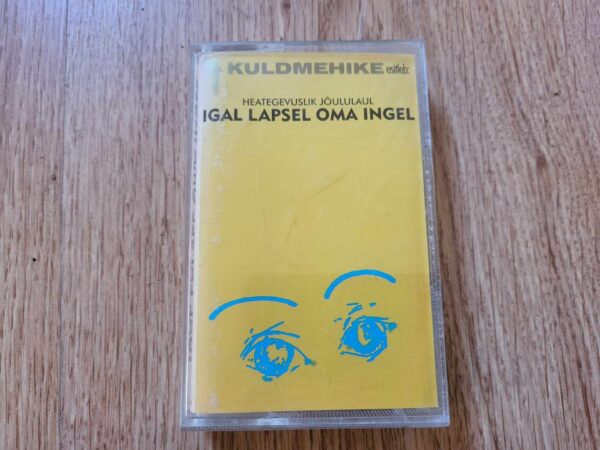 KULDMEHIKE esitleb:
HEATEGEVUSLIK JÕULULAUL
IGAL LAPSEL OMA INGEL